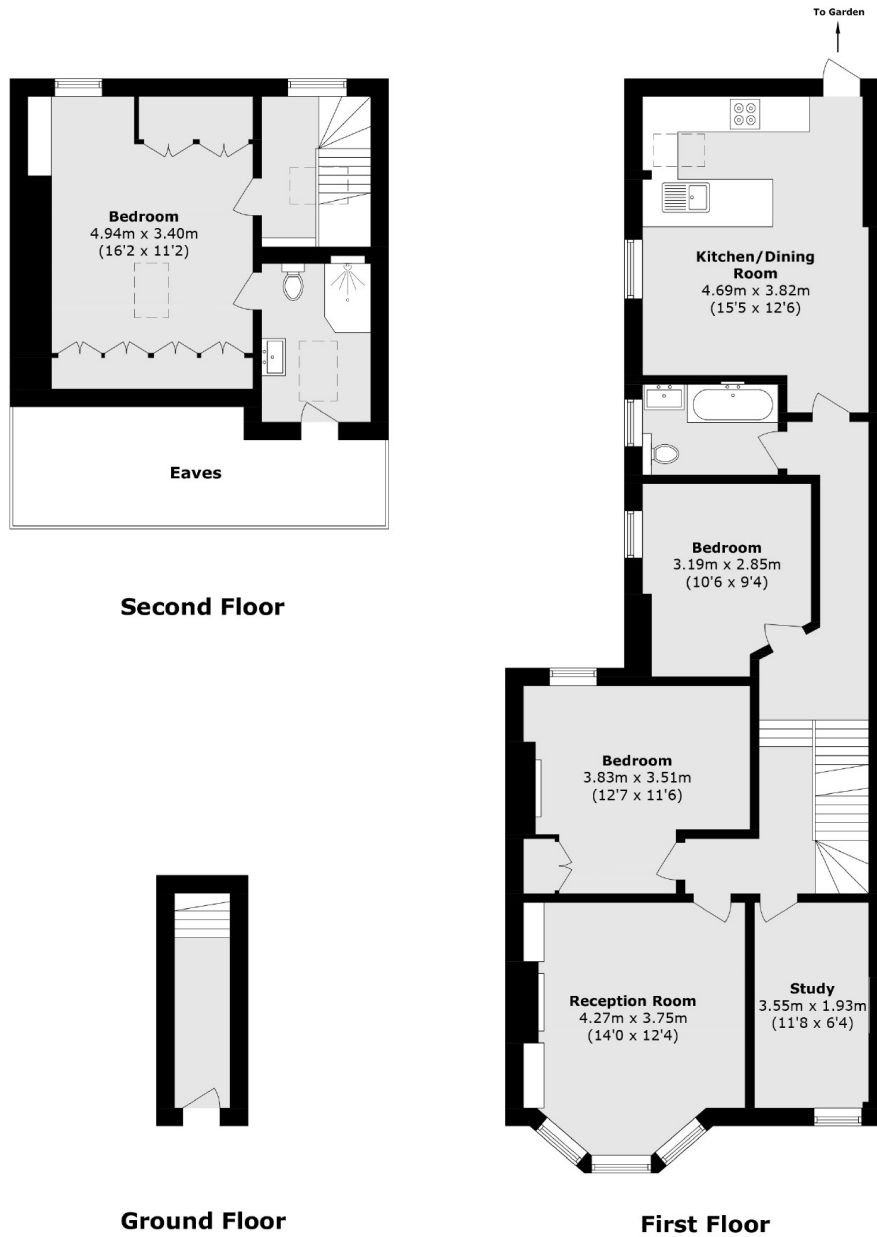 To Garden
Bedroom
4.94m x 3.40m
(16'2 x 11'2)
Eaves
Second Floor
Kitchen/Dining
Room
4.69m x 3.82m
(15'5 x 12'6)
Bedroom
3.19m x 2.85m
(10'6 x 9'4)
Bedroom
3.83m x 3.51m
(12'7 x 11'6)
Reception Room
4.27m x 3.75m
(14'0 x 12'4)
Study
3.55m x 1.93m
(11'8 x 6'4)
Ground Floor
First Floor